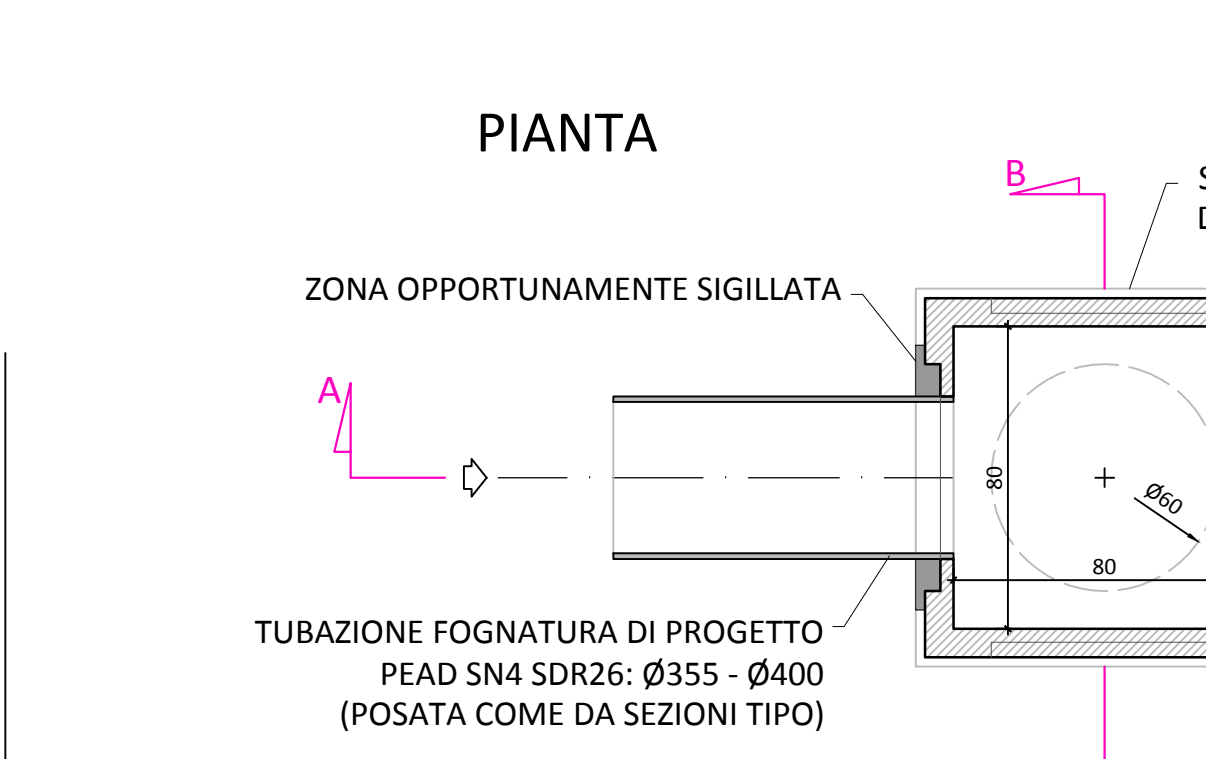 PIANTA
B
S
ZONA OPPORTUNAMENTE SIGILLATA
A
80
Ø60
80
TUBAZIONE FOGNATURA DI PROGETTO
PEAD SN4 SDR26: Ø355 - Ø400
(POSATA COME DA SEZIONI TIPO)